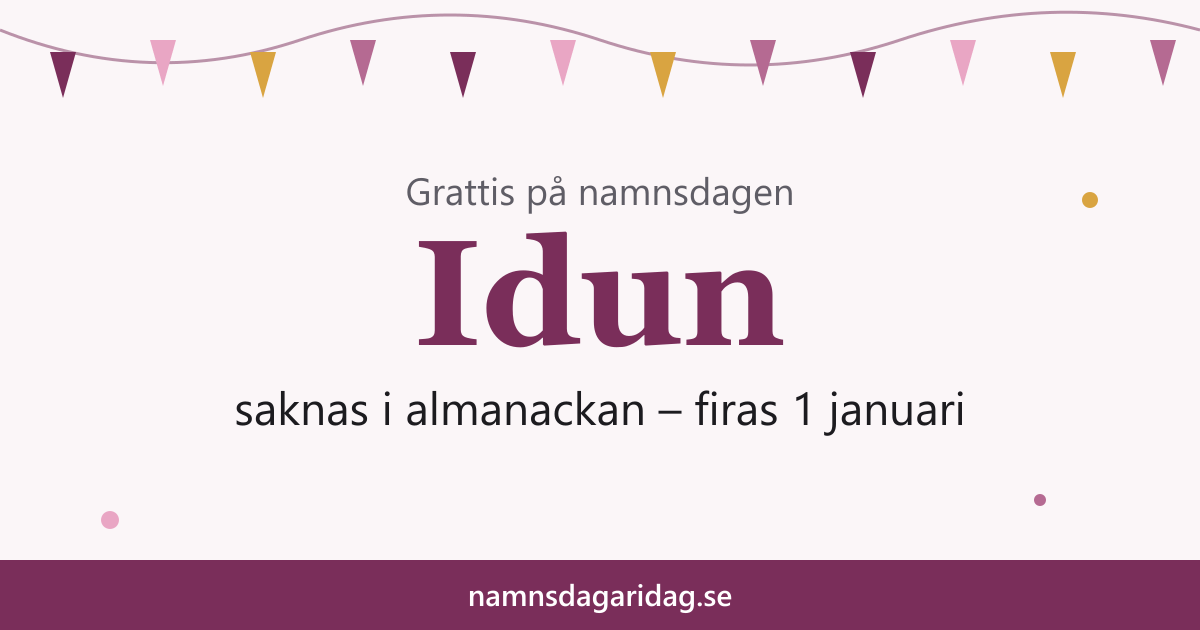 Grattis på namnsdagen
Idun
saknas i almanackan – firas 1 januari
namnsdagaridag.se